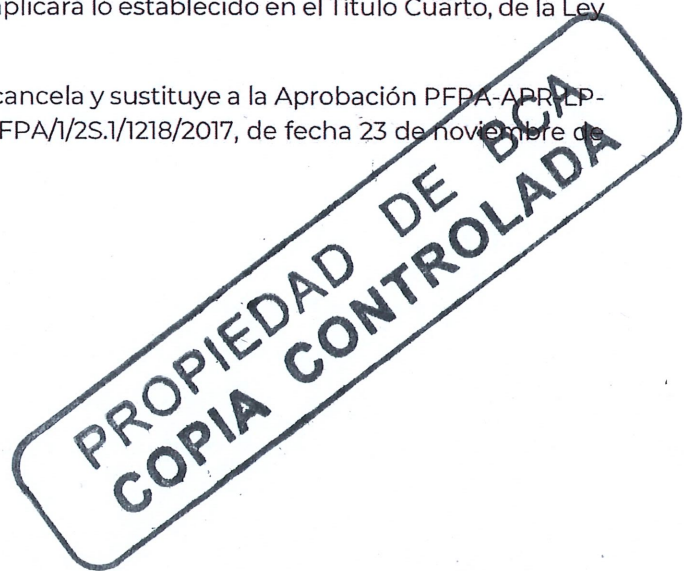 aplicará lo establecido en el Título Cuarto, de la Ley
cancela y sustituye a la Aprobación PFPA-APR-LP-
FPA/1/2S.1/1218/2017, de fecha 23 de noviembre de
PROPIEDAD DE BCA
COPIA CONTROLADA